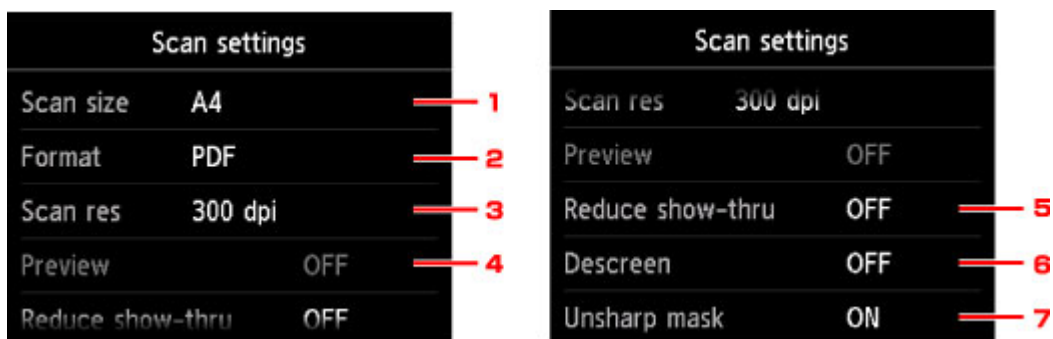 Scan settings
Scan size A4 1
Format PDF 2
Scan res 300 dpi 3
Preview OFF 4
Reduce show-thru OFF
Scan settings
Scan res 300 dpi
Preview OFF
Reduce show-thru OFF 5
Descreen OFF 6
Unsharp mask ON 7